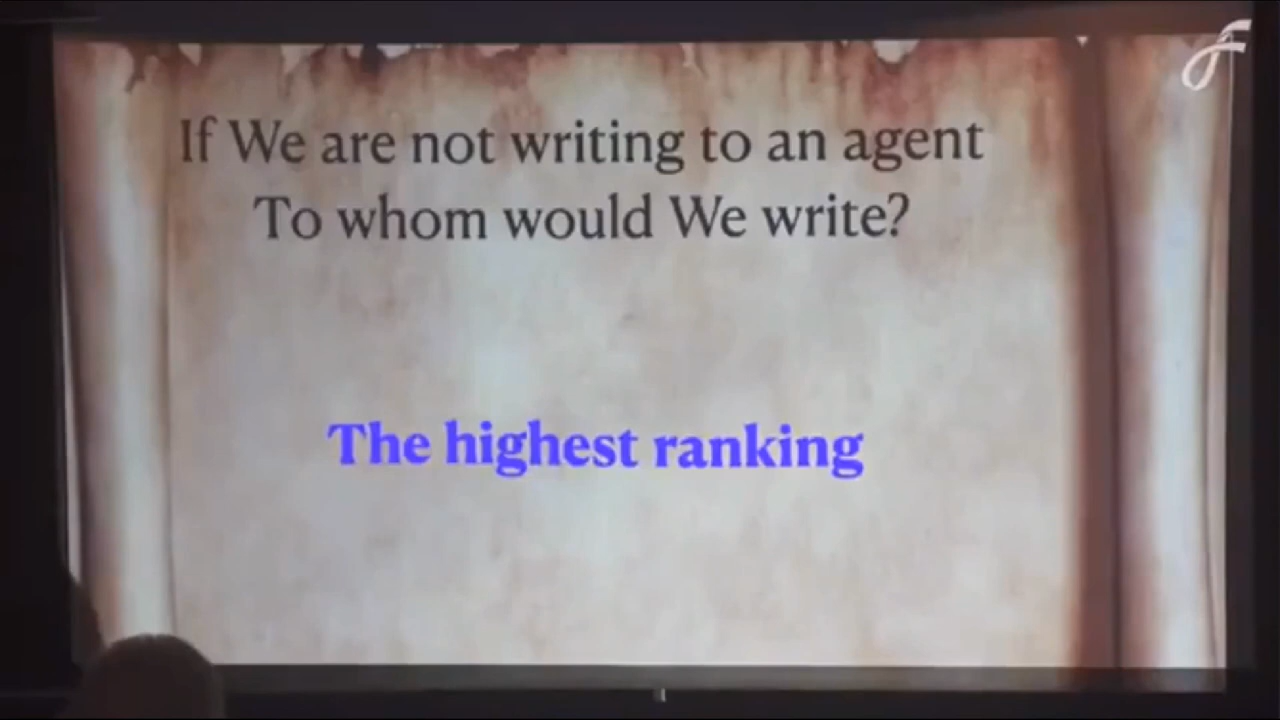 If We are not writing to an agent
To whom would We write?
The highest ranking